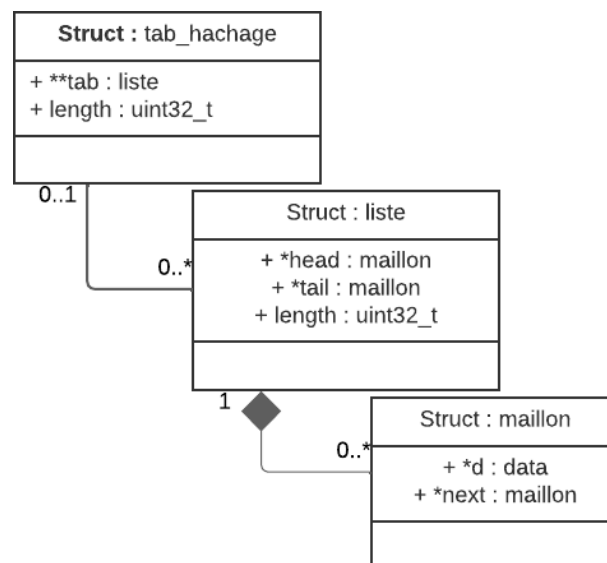 Struct : tab_hachage
+ **tab : liste
+ length : uint32_t
0..1
0..*
Struct : liste
+ *head : maillon
+ *tail : maillon
+ length : uint32_t
1
0..*
Struct : maillon
+ *d : data
+ *next : maillon